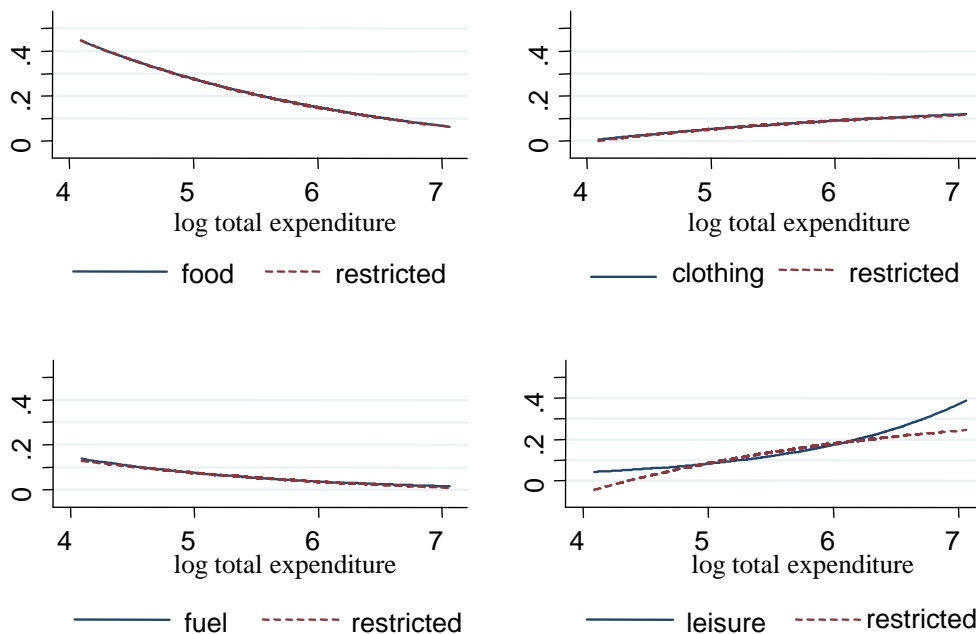 .4
.2
0
4 5 6 7
log total expenditure
food restricted
.4
.2
0
4 5 6 7
log total expenditure
clothing restricted
.4
.2
0
4 5 6 7
log total expenditure
fuel restricted
.4
.2
0
4 5 6 7
log total expenditure
leisure restricted